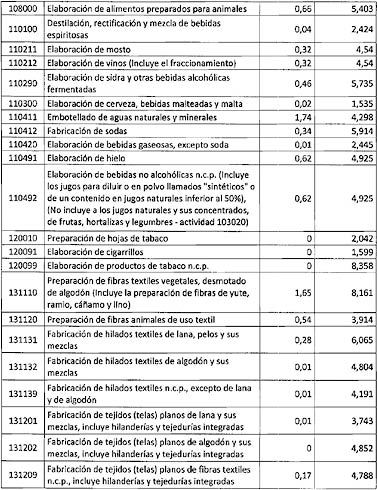 108000 Elaboración de alimentos preparados para animales 0,66 5,403
110100 Destilación, rectificación y mezcla de bebidas
espiritosas 0,04 2,424
110211 Elaboración de mosto 0,32 4,54
110212 Elaboración de vinos (Incluye el fraccionamiento) 0,32 4,54
110290 Elaboración de sidra y otras bebidas alcohólicas
fermentadas 0,46 5,735
110300 Elaboración de cerveza, bebidas malteadas y malta 0,02 1,535
110411 Embotellado de aguas naturales y minerales 1,74 4,298
110412 Fabricación de sodas 0,34 5,914
110420 Elaboración de bebidas gaseosas, excepto soda 0,01 2,445
110491 Elaboración de hielo 0,62 4,925
110492 Elaboración de bebidas no alcohólicas n.c.p. (Incluye
los jugos para diluir o en polvo llamados "sintéticos" o
de un contenido en jugos naturales inferior al 50%),
(No incluye a los jugos naturales y sus concentrados,
de frutas, hortalizas y legumbres - actividad 103020) 0,62 4,925
120010 Preparación de hojas de tabaco 0 2,042
120091 Elaboración de cigarrillos 0 1,599
120099 Elaboración de productos de tabaco n.c.p. 0 8,358
131110 Preparación de fibras textiles vegetales, desmotado
de algodón (Incluye la preparación de fibras de yute,
ramio, cáñamo y lino) 1,65 8,161
131120 Preparación de fibras animales de uso textil 0,54 3,914
131131 Fabricación de hilados textiles de lana, pelos y sus
mezclas 0,28 6,065
131132 Fabricación de hilados textiles de algodón y sus
mezclas 0,01 4,804
131139 Fabricación de hilados textiles n.c.p., excepto de lana
y de algodón 0,01 4,191
131201 Fabricación de tejidos (telas) planos de lana y sus
mezclas, incluye hilanderías y tejedurías integradas 0,01 3,743
131202 Fabricación de tejidos (telas) planos de algodón y sus
mezclas, incluye hilanderías y tejedurías integradas 0 4,852
131209 Fabricación de tejidos (telas) planos de fibras textiles
n.c.p., incluye hilanderías y tejedurías integradas 0,17 4,788